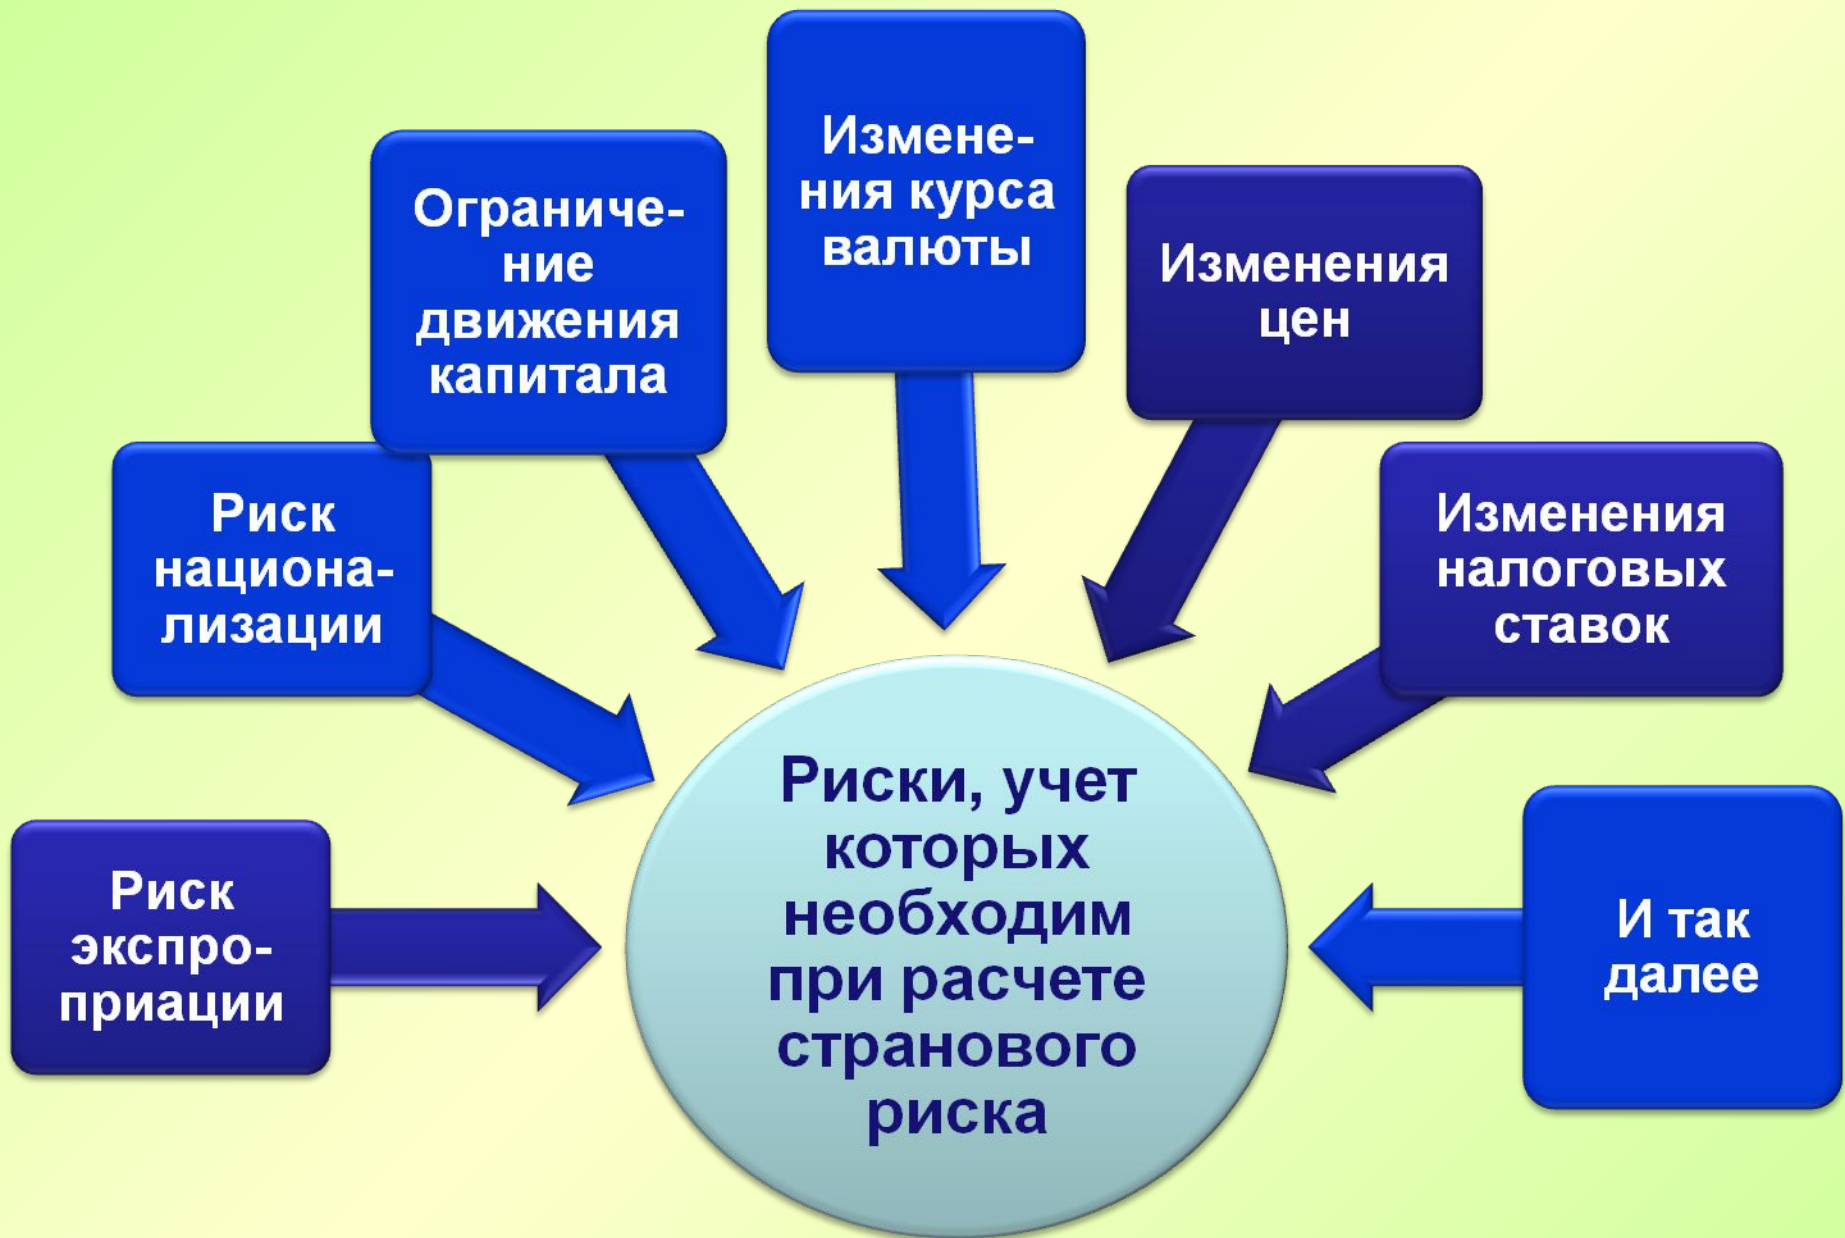 Риск
экспро-
приации
Риск
национа-
лизации
Ограниче-
ние
движения
капитала
Измене-
ния курса
валюты
Изменения
цен
Изменения
налоговых
ставок
И так
далее
Риски, учет
которых
необходим
при расчете
странового
риска